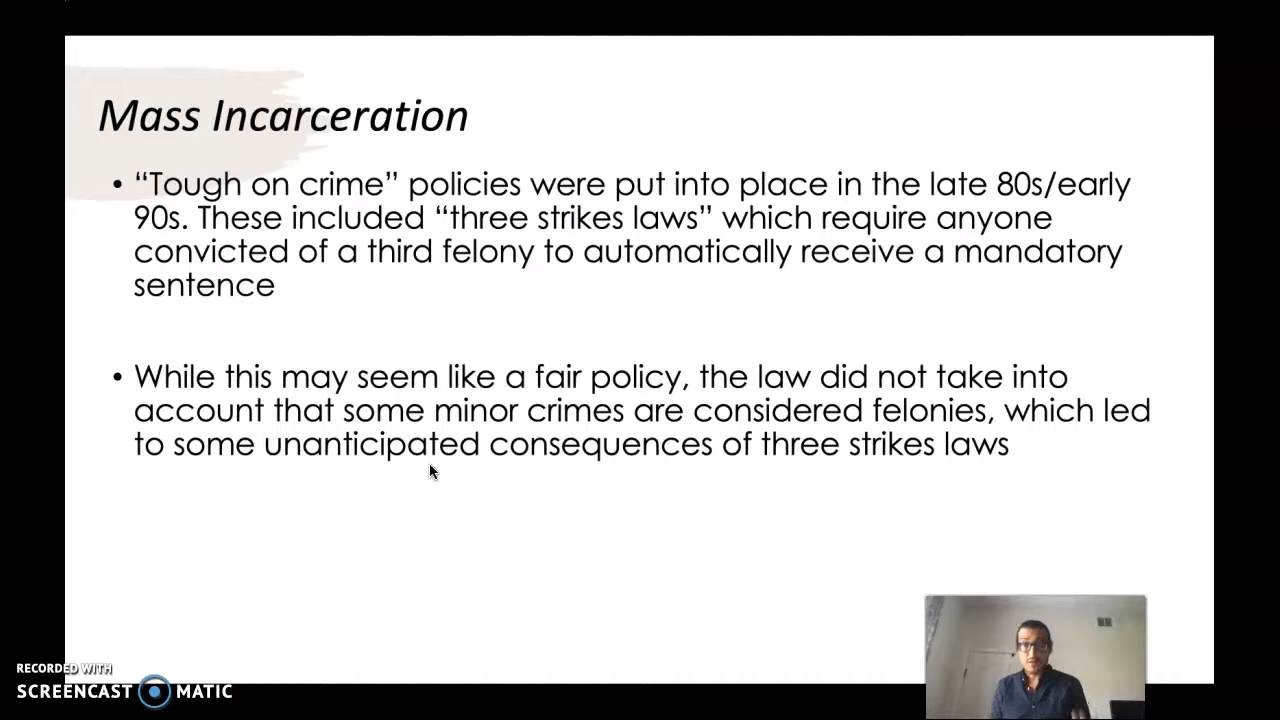 Mass Incarceration
• “Tough on crime” policies were put into place in the late 80s/early
90s. These included “three strikes laws” which require anyone
convicted of a third felony to automatically receive a mandatory
sentence
• While this may seem like a fair policy, the law did not take into
account that some minor crimes are considered felonies, which led
to some unanticipated consequences of three strikes laws
RECORDED WITH
SCREENCAST MATIC